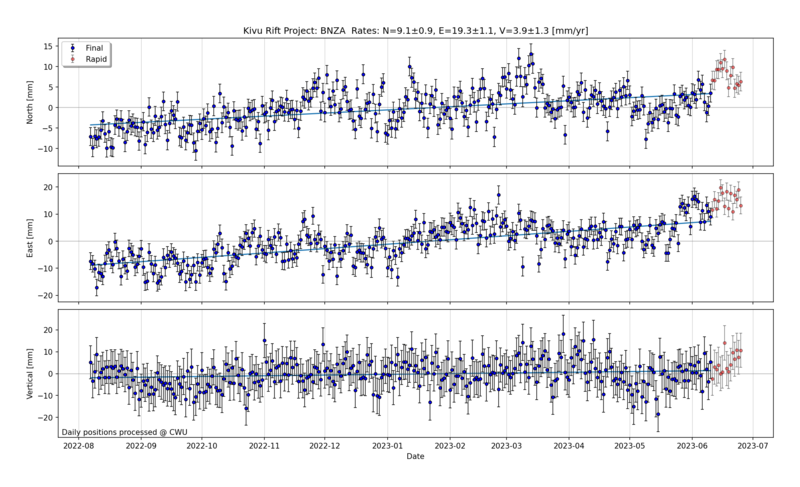 Kivu Rift Project: BNZA Rates: N=9.1±0.9, E=19.3±1.1, V=3.9±1.3 [mm/yr]
Final
Rapid
North [mm]
15
10
5
0
−5
−10
East [mm]
20
10
0
−10
−20
Vertical [mm]
20
10
0
−10
−20
Daily positions processed @ CWU
2022-08 2022-09 2022-10 2022-11 2022-12 2023-01 2023-02 2023-03 2023-04 2023-05 2023-06 2023-07
Date